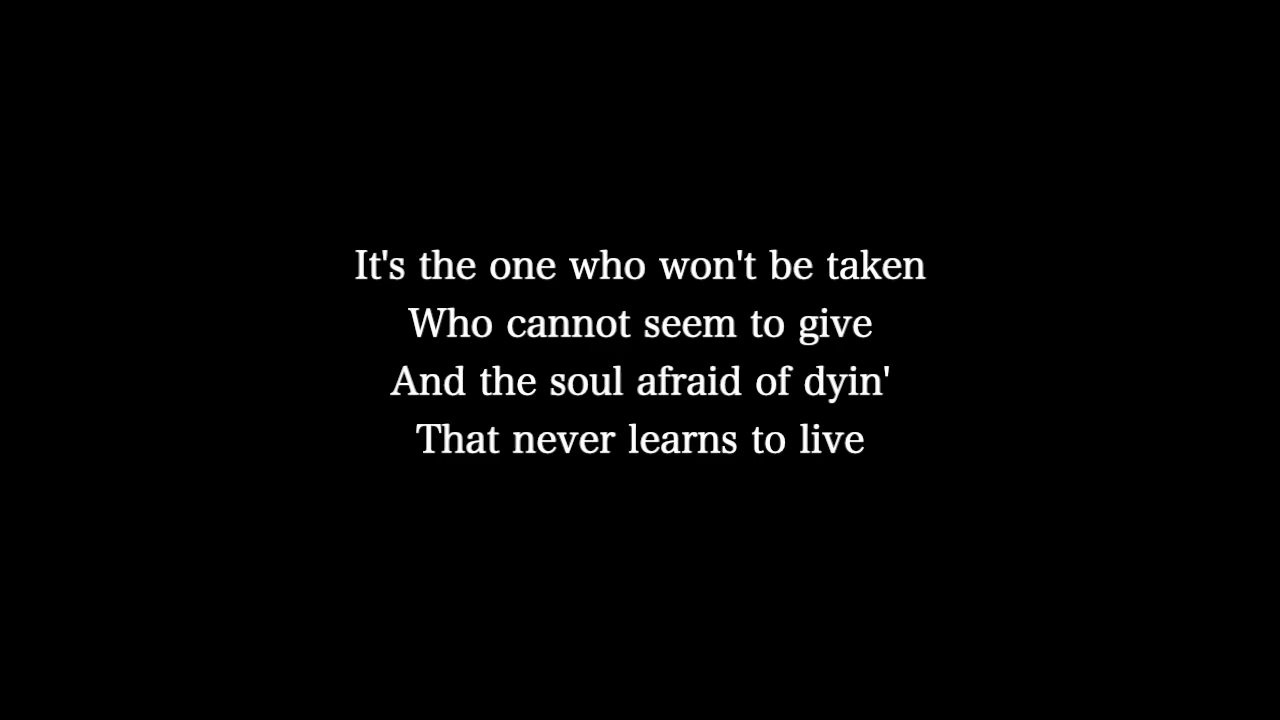 It's the one who won't be taken
Who cannot seem to give
And the soul afraid of dyin'
That never learns to live